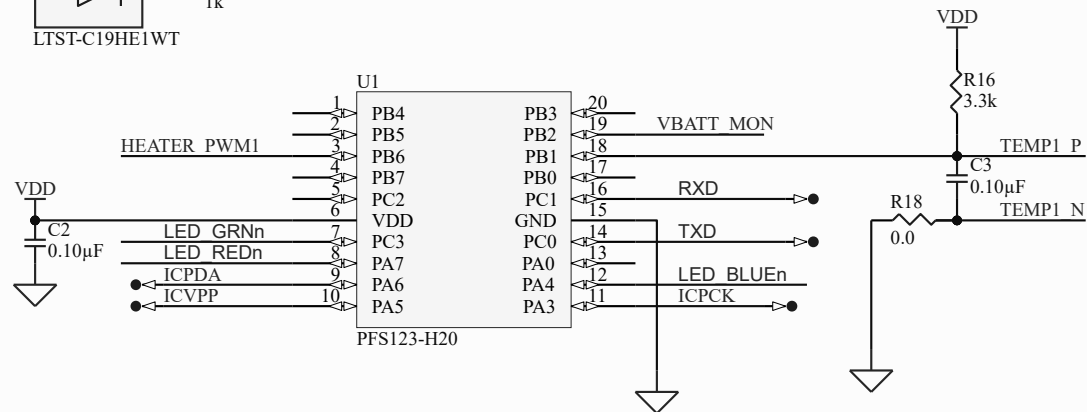 1k
LTST-C19HE1WT
VDD
R16
3.3k
U1
1 PB4 PB3 20
2 PB5 PB2 19 VBATT_MON
HEATER_PWM1 3 PB6 PB1 18 TEMP1_P
4 PB7 PB0 17 C3
VDD 5 PC2 PC1 16 RXD 0.10µF
6 VDD GND 15 R18 TEMP1_N
C2 LED_GRNn 7 PC3 PC0 14 TXD 0.0
0.10µF LED_REDn 8 PA7 PA0 13
ICPDA 9 PA6 PA4 12 LED_BLUEn
ICVPP 10 PA5 PA3 11 ICPCK
PFS123-H20